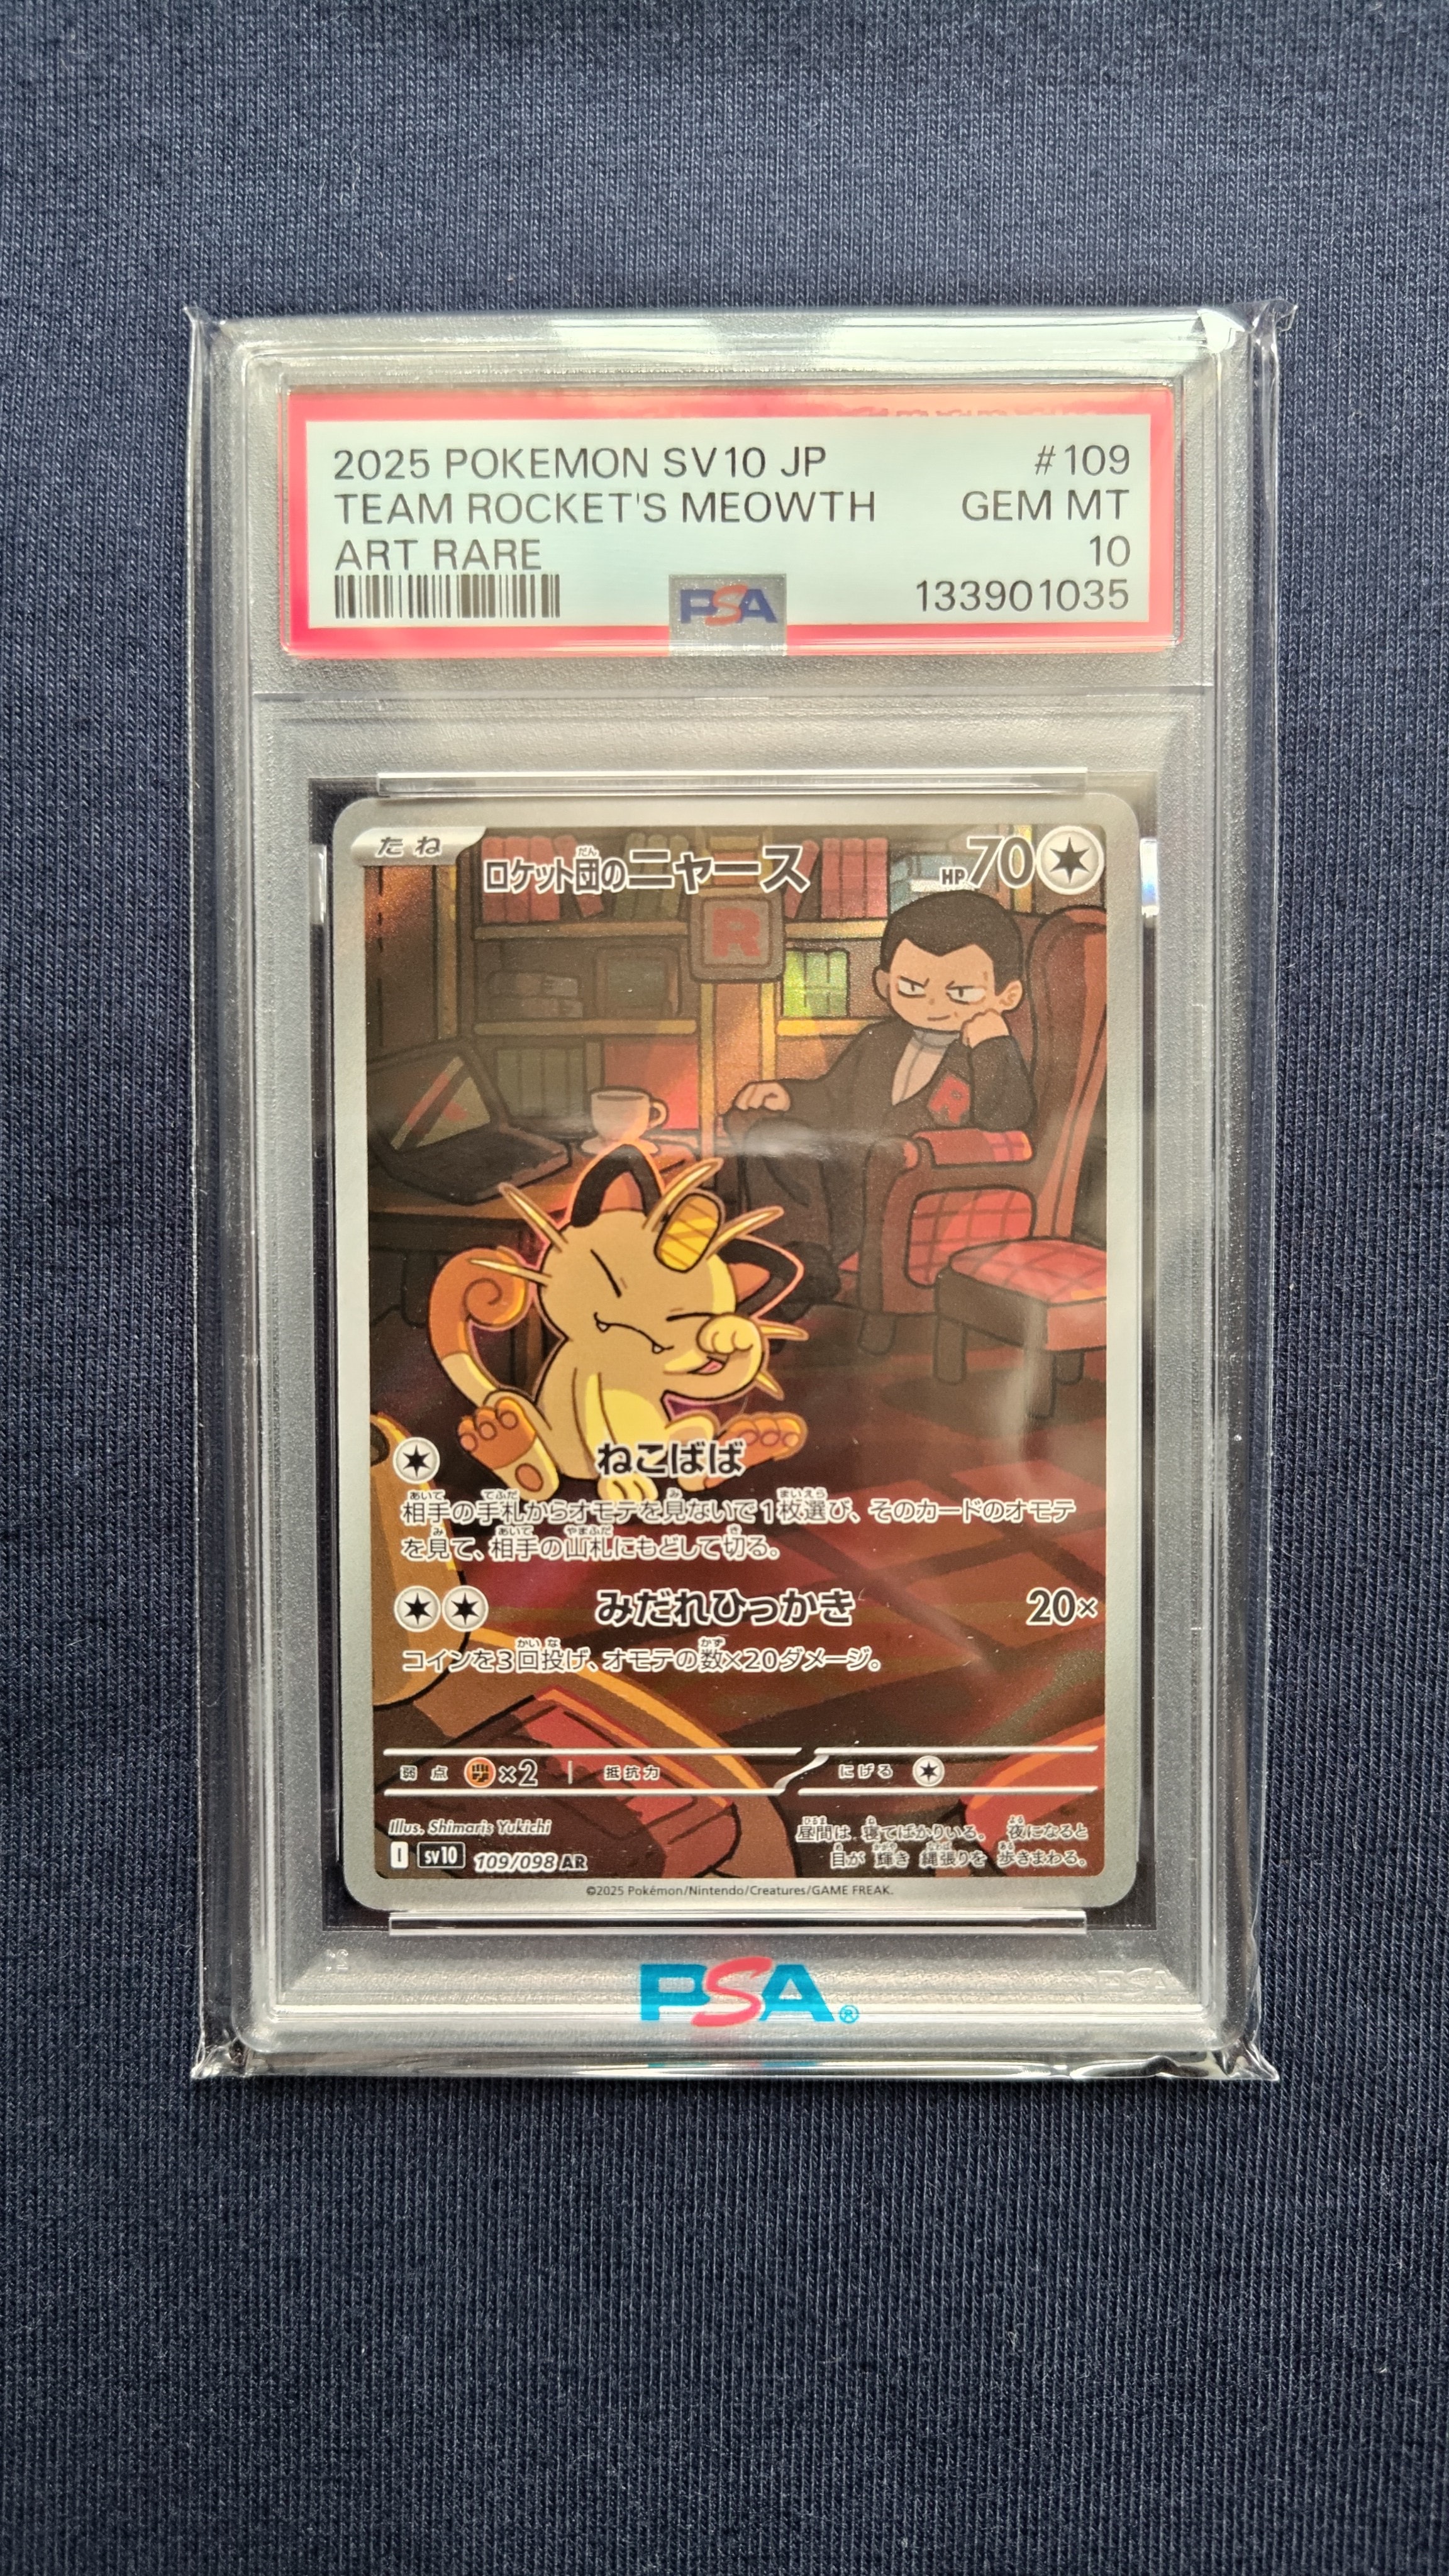 2025 POKEMON SV10 JP #109
TEAM ROCKET'S MEOWTH GEM MT
ART RARE 10
133901035
PSA
たね ロケット団のニャース HP70
だん
R
R
ねこばば
相手の手札からオモテを見ないで1枚選び、そのカードのオモテ
を見て、相手の山札にもどして切る。
みだれひっかき 20×
コインを3回投げ、オモテの数×20ダメージ。
弱点 ×2 抵抗力 にげる
Illus. Shimaris Yukichi
昼間は 寝てばかりいる。 夜になると
目が 輝き 縄張りを 歩きまわる。
I sv10 109/098 AR
©2025 Pokémon/Nintendo/Creatures/GAME FREAK.
PSA®